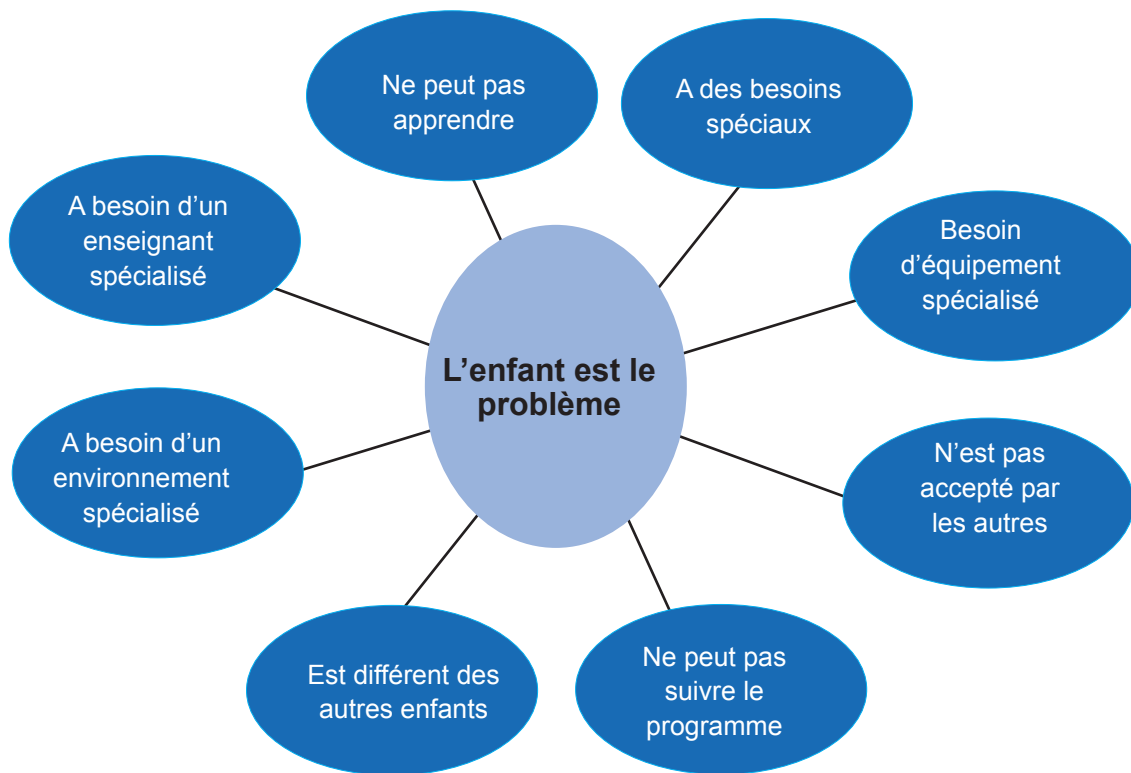 Ne peut pas
apprendre
A des besoins
spéciaux
A besoin d’un
enseignant
spécialisé
Besoin
d’équipement
spécialisé
L’enfant est le
problème
A besoin d’un
environnement
spécialisé
N’est pas
accepté par
les autres
Est différent des
autres enfants
Ne peut pas
suivre le
programme